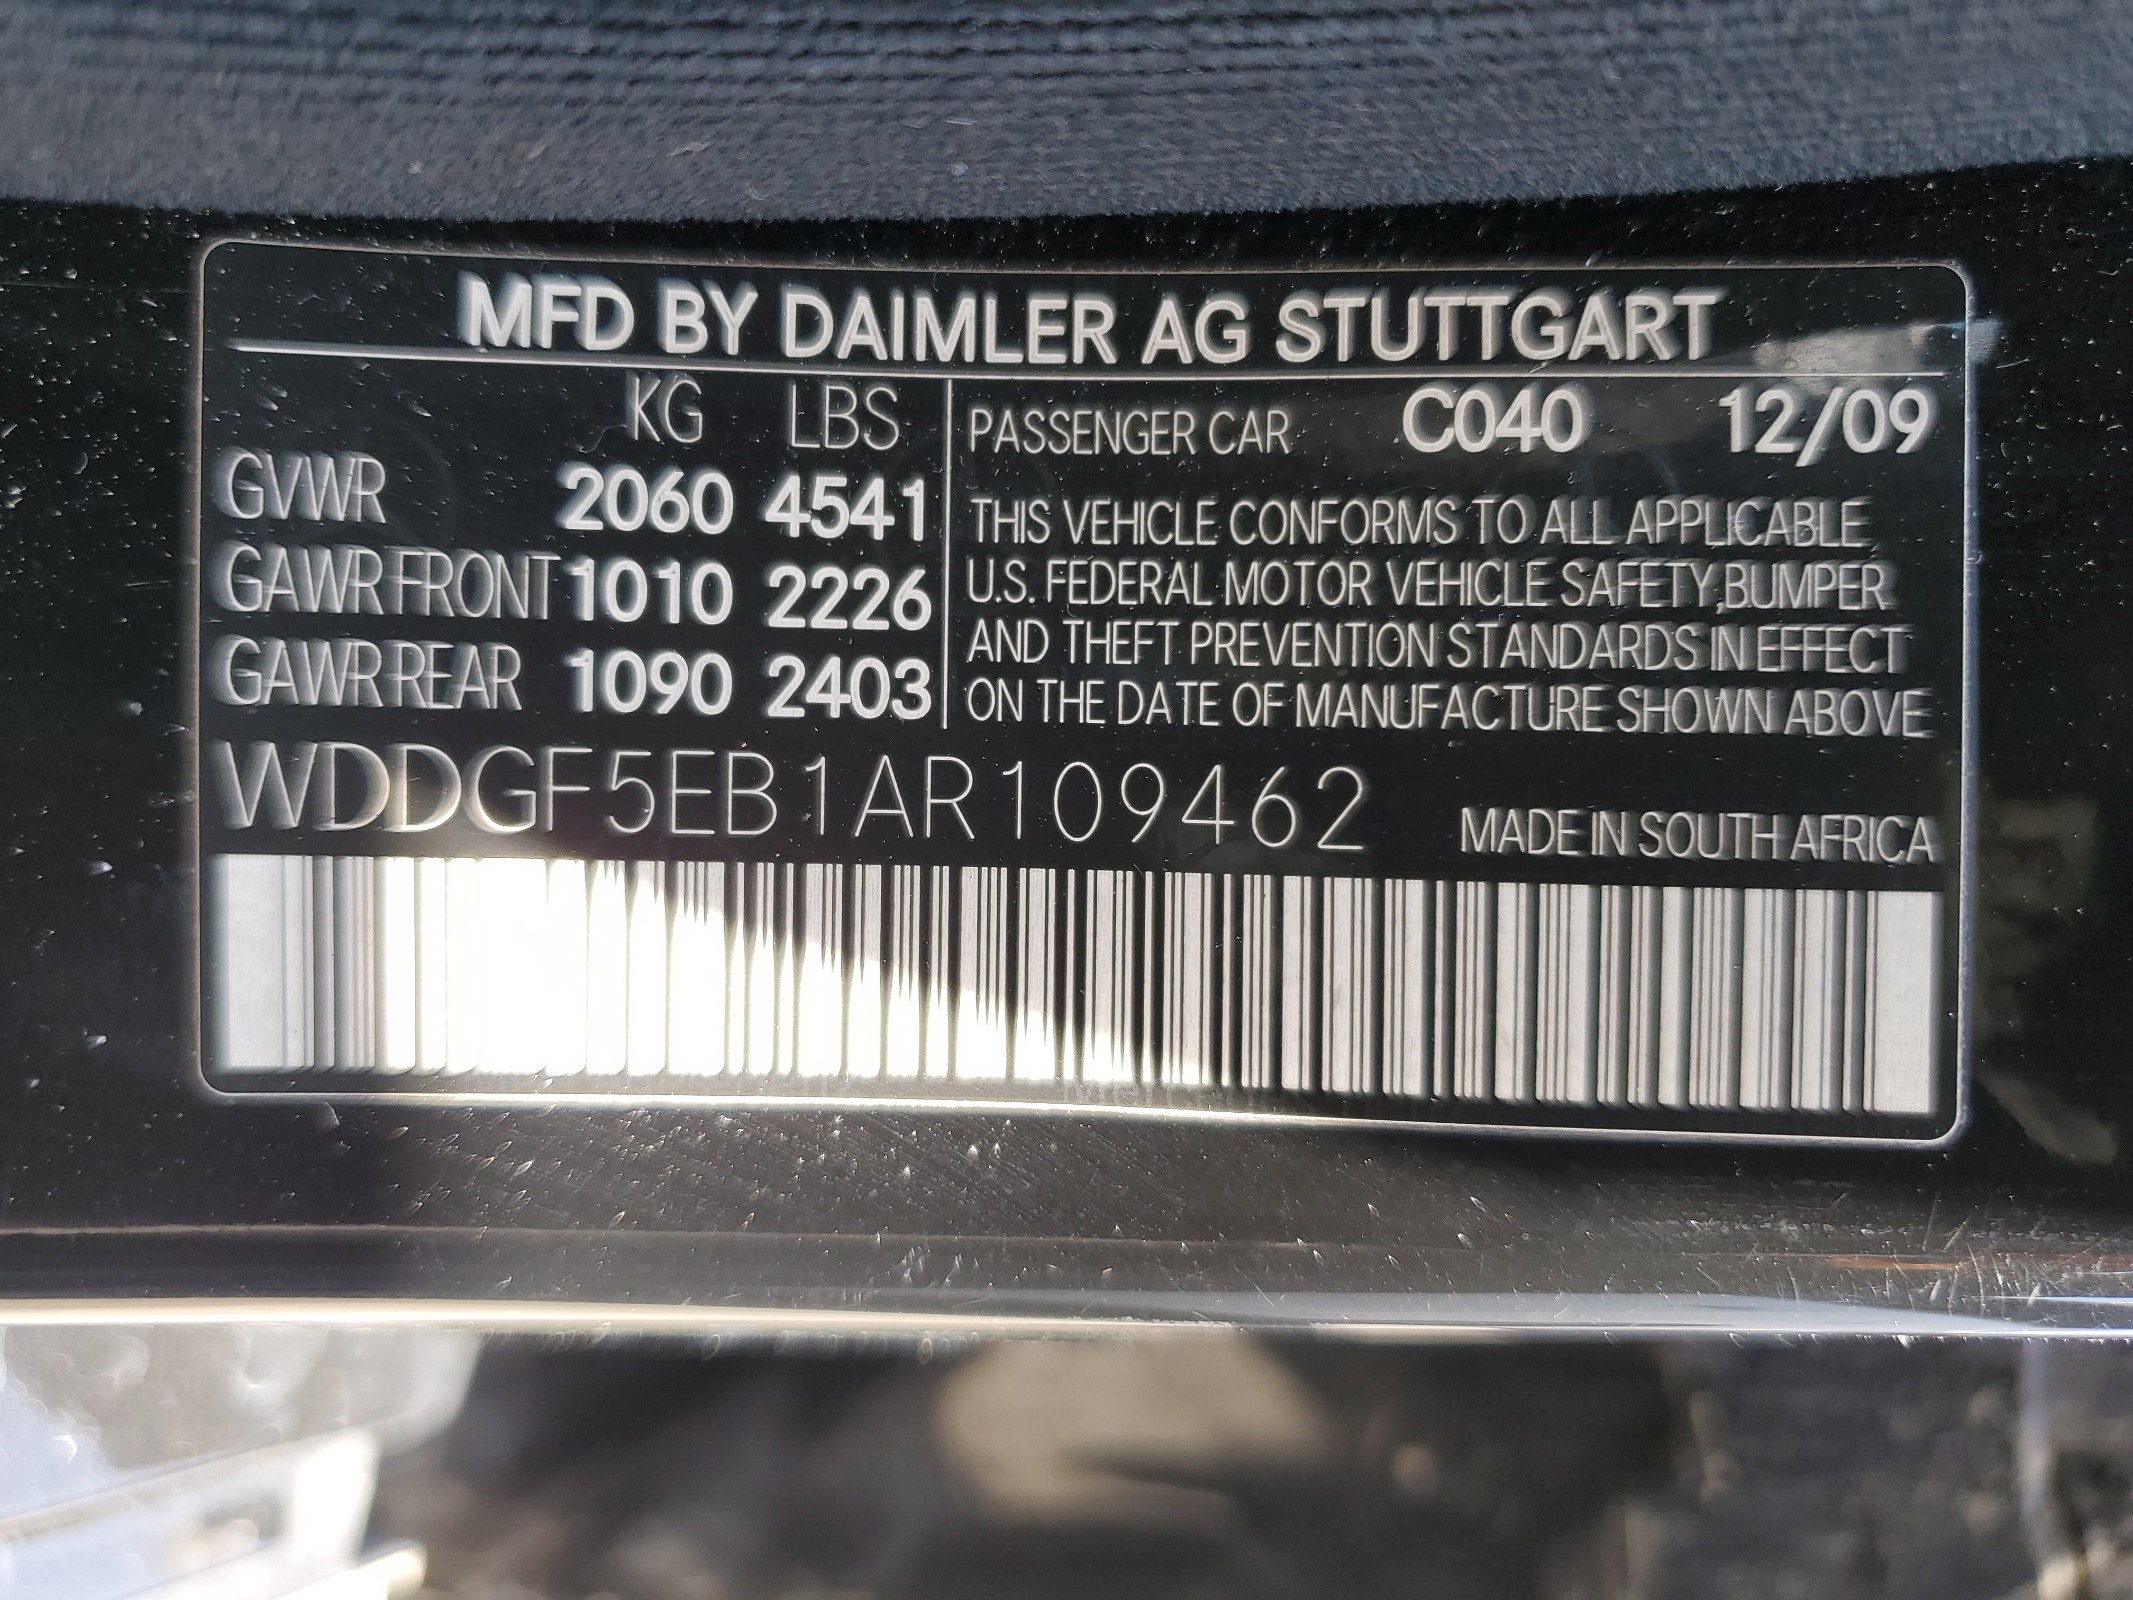 MFD BY DAIMLER AG STUTTGART
KG LBS
GVWR 2060 4541
GAWR FRONT 1010 2226
GAWR REAR 1090 2403
PASSENGER CAR C040 12/09
THIS VEHICLE CONFORMS TO ALL APPLICABLE
U.S. FEDERAL MOTOR VEHICLE SAFETY,BUMPER
AND THEFT PREVENTION STANDARDS IN EFFECT
ON THE DATE OF MANUFACTURE SHOWN ABOVE
WDDGF5EB1AR109462
MADE IN SOUTH AFRICA